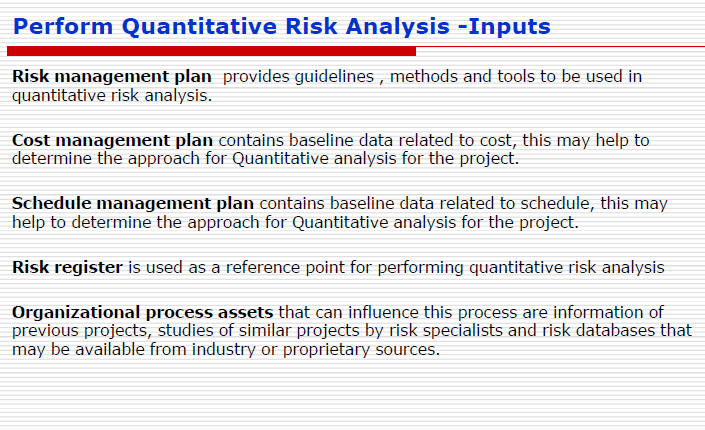 Perform Quantitative Risk Analysis -Inputs
Risk management plan  provides guidelines , methods and tools to be used in
quantitative risk analysis.
Cost management plan contains baseline data related to cost, this may help to
determine the approach for Quantitative analysis for the project.
Schedule management plan contains baseline data related to schedule, this may
help to determine the approach for Quantitative analysis for the project.
Risk register is used as a reference point for performing quantitative risk analysis
Organizational process assets that can influence this process are information of
previous projects, studies of similar projects by risk specialists and risk databases that
may be available from industry or proprietary sources.